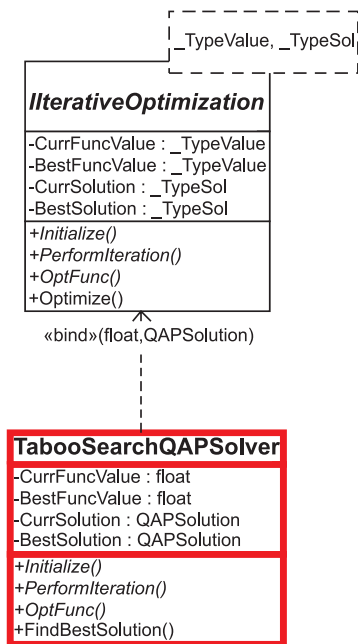 _TypeValue, _TypeSol
IIterativeOptimization
-CurrFuncValue : _TypeValue
-BestFuncValue : _TypeValue
-CurrSolution : _TypeSol
-BestSolution : _TypeSol
+Initialize()
+PerformIteration()
+OptFunc()
+Optimize()
«bind»(float,QAPSolution)
TabooSearchQAPSolver
-CurrFuncValue : float
-BestFuncValue : float
-CurrSolution : QAPSolution
-BestSolution : QAPSolution
+Initialize()
+PerformIteration()
+OptFunc()
+FindBestSolution()